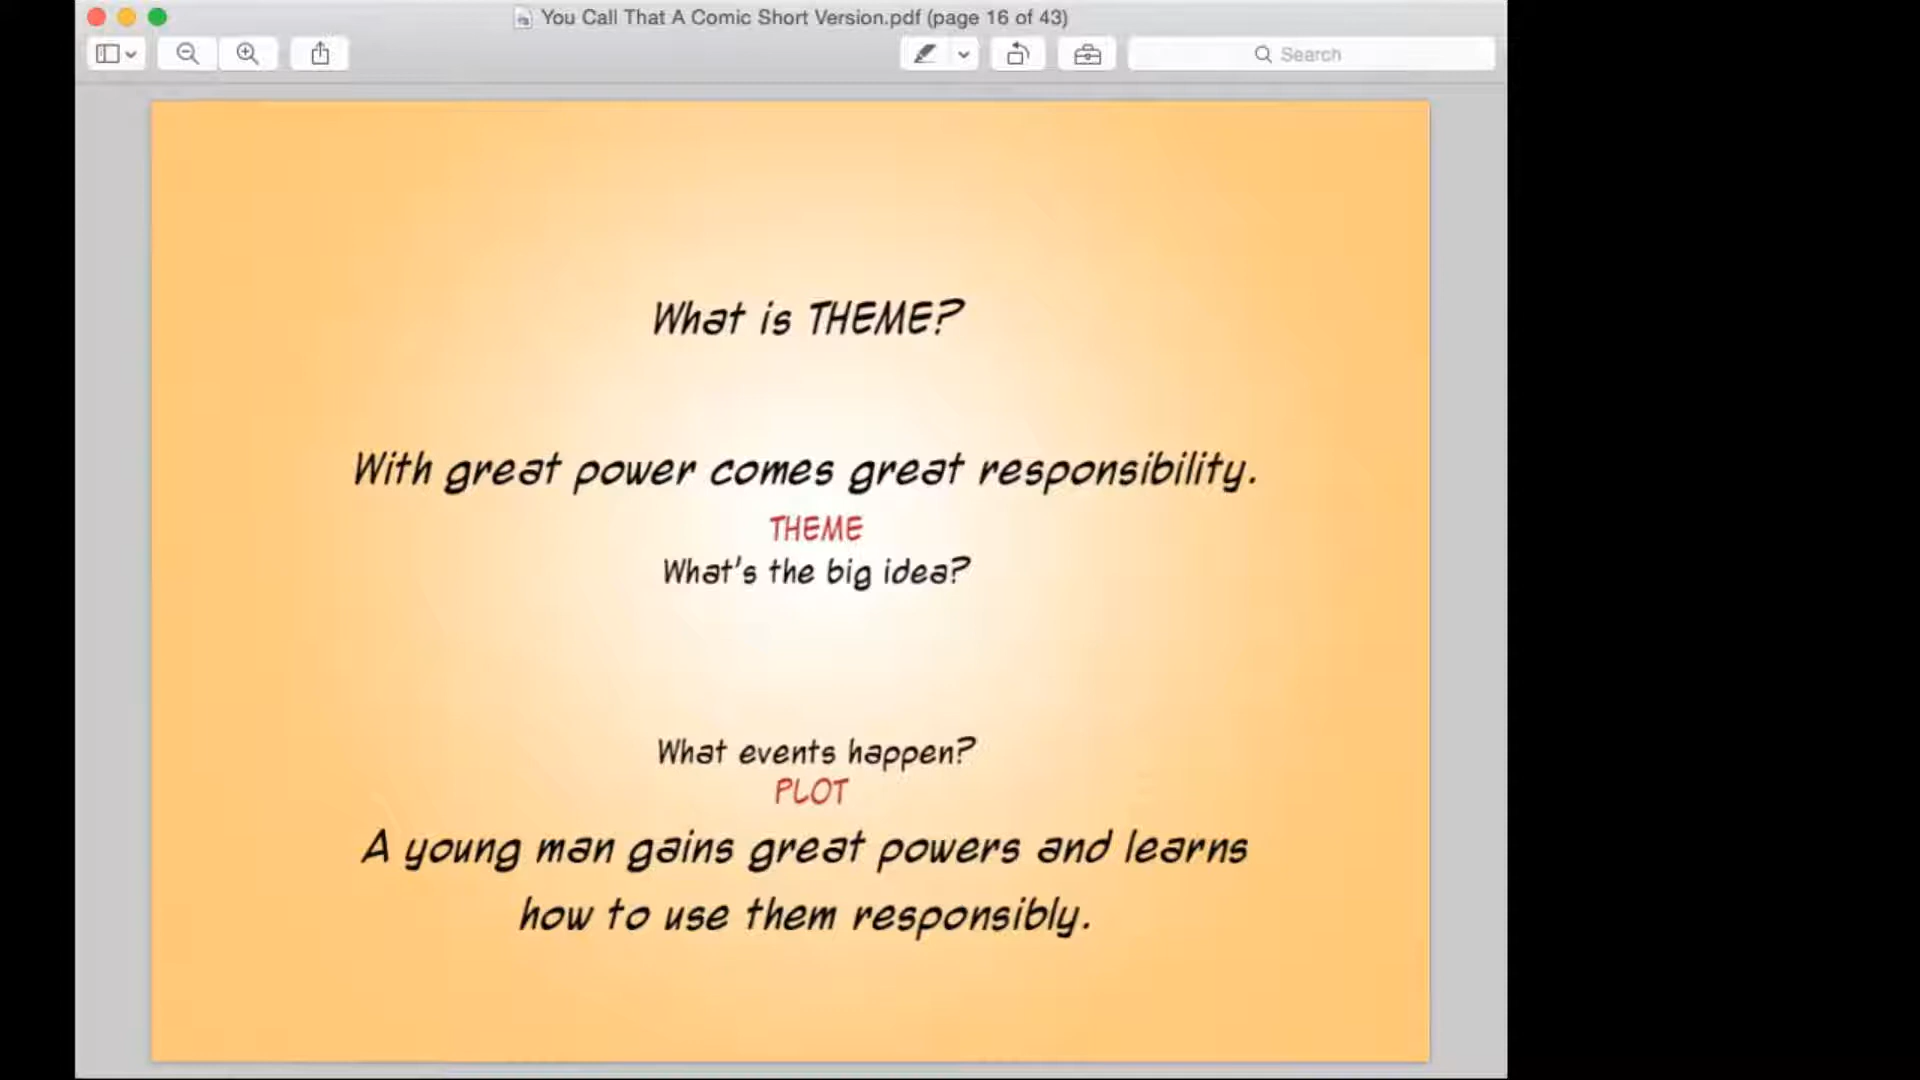 You Call That A Comic Short Version.pdf (page 16 of 43)
Search
What is THEME?
With great power comes great responsibility.
THEME
What's the big idea?
What events happen?
PLOT
A young man gains great powers and learns
how to use them responsibly.